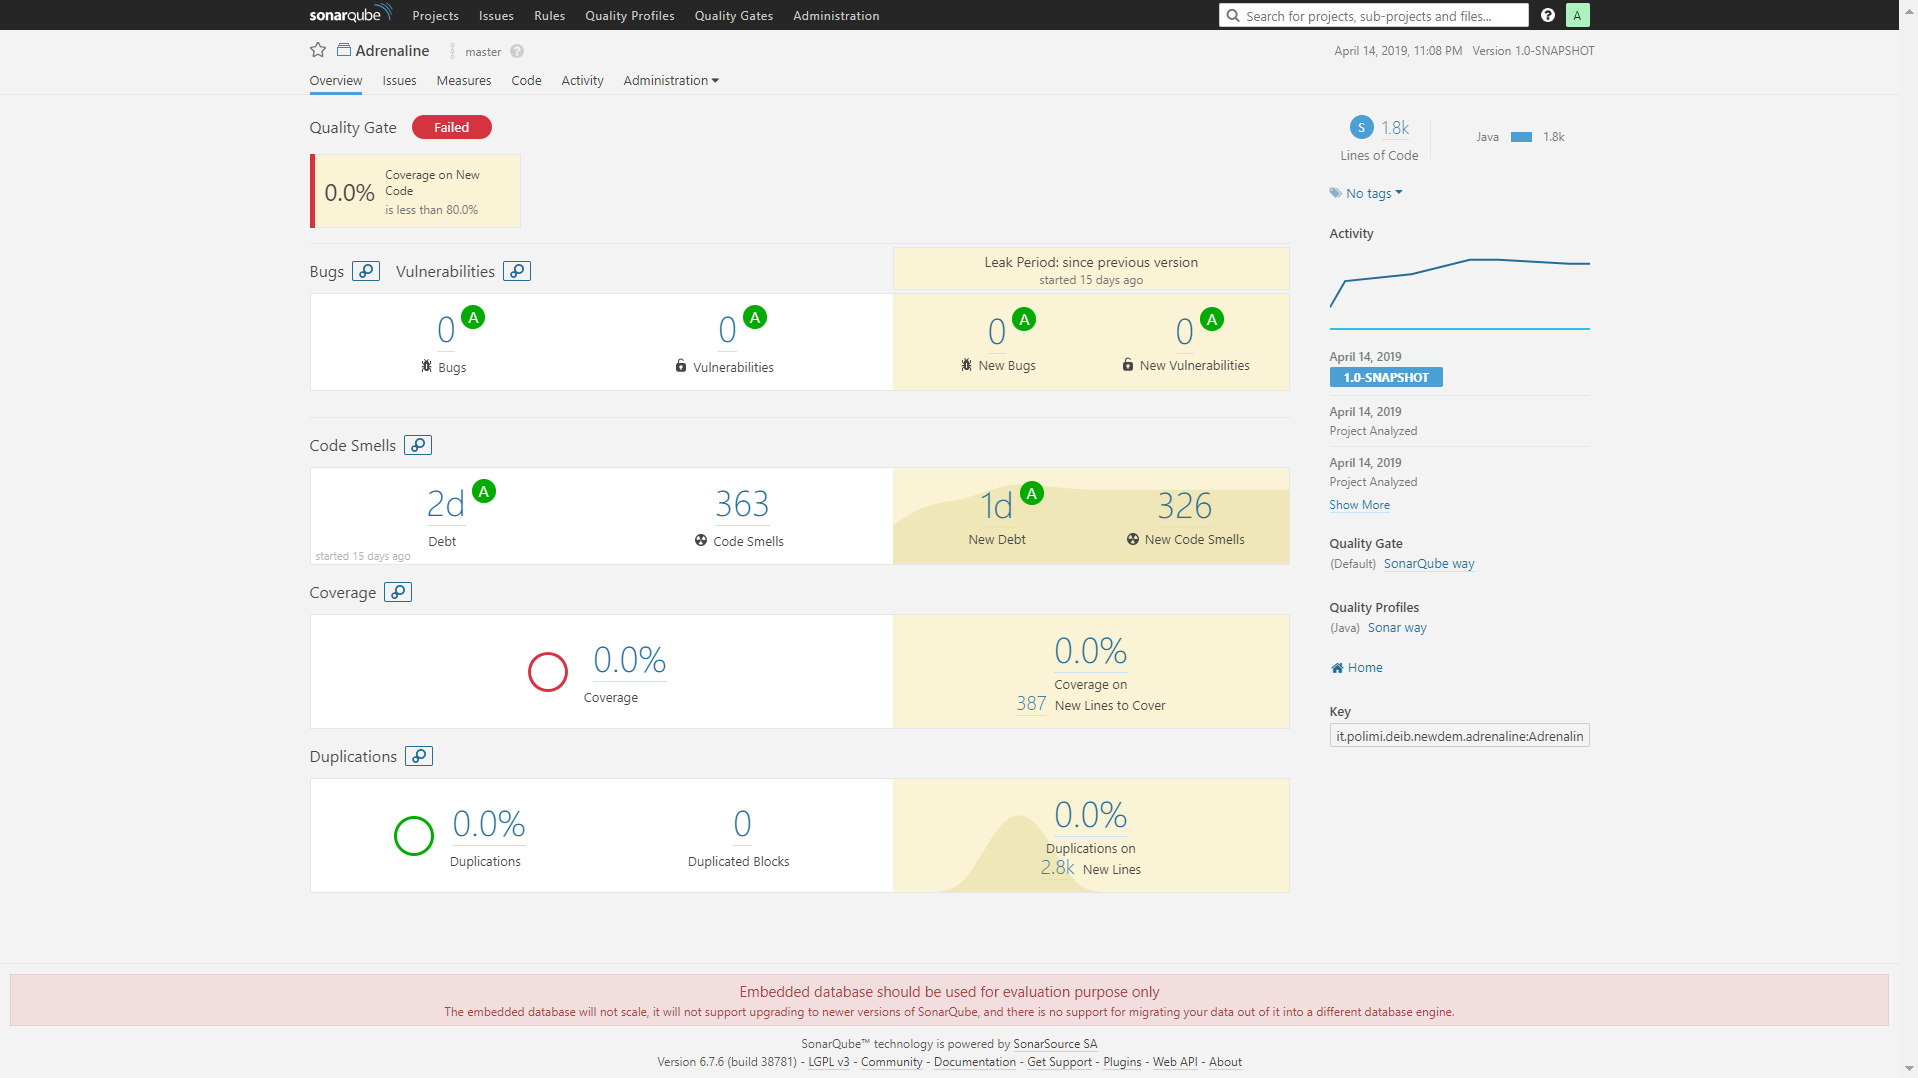 sonarqube Projects Issues Rules Quality Profiles Quality Gates Administration Search for projects, sub-projects and files... ? A
Adrenaline master ? April 14, 2019, 11:08 PM Version 1.0-SNAPSHOT
Overview Issues Measures Code Activity Administration
Quality Gate Failed
0.0% Coverage on New
Code
is less than 80.0%
Bugs Vulnerabilities
Leak Period: since previous version
started 15 days ago
0 A
Bugs
0 A
Vulnerabilities
0 A
New Bugs
0 A
New Vulnerabilities
Code Smells
2d A
Debt
started 15 days ago
363
Code Smells
1d A
New Debt
326
New Code Smells
Coverage
0.0%
Coverage
0.0%
Coverage on
387 New Lines to Cover
Duplications
0.0%
Duplications
0
Duplicated Blocks
0.0%
Duplications on
2.8k New Lines
S 1.8k
Lines of Code
Java 1.8k
No tags
Activity
April 14, 2019
1.0-SNAPSHOT
April 14, 2019
Project Analyzed
April 14, 2019
Project Analyzed
Show More
Quality Gate
(Default) SonarQube way
Quality Profiles
(Java) Sonar way
Home
Key
it.polimi.deib.newdem.adrenaline:Adrenalin
Embedded database should be used for evaluation purpose only
The embedded database will not scale, it will not support upgrading to newer versions of SonarQube, and there is no support for migrating your data out of it into a different database engine.
SonarQube™ technology is powered by SonarSource SA
Version 6.7.6 (build 38781) - LGPL v3 - Community - Documentation - Get Support - Plugins - Web API - About